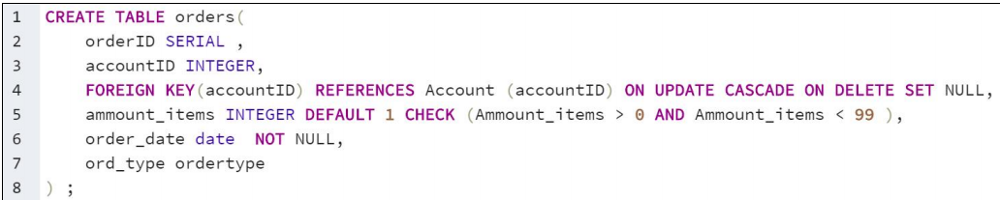 1 CREATE TABLE orders(
2 orderID SERIAL ,
3 accountID INTEGER,
4 FOREIGN KEY(accountID) REFERENCES Account (accountID) ON UPDATE CASCADE ON DELETE SET NULL,
5 ammount_items INTEGER DEFAULT 1 CHECK (Ammount_items > 0 AND Ammount_items < 99 ),
6 order_date date  NOT NULL,
7 ord_type ordertype
8 ) ;